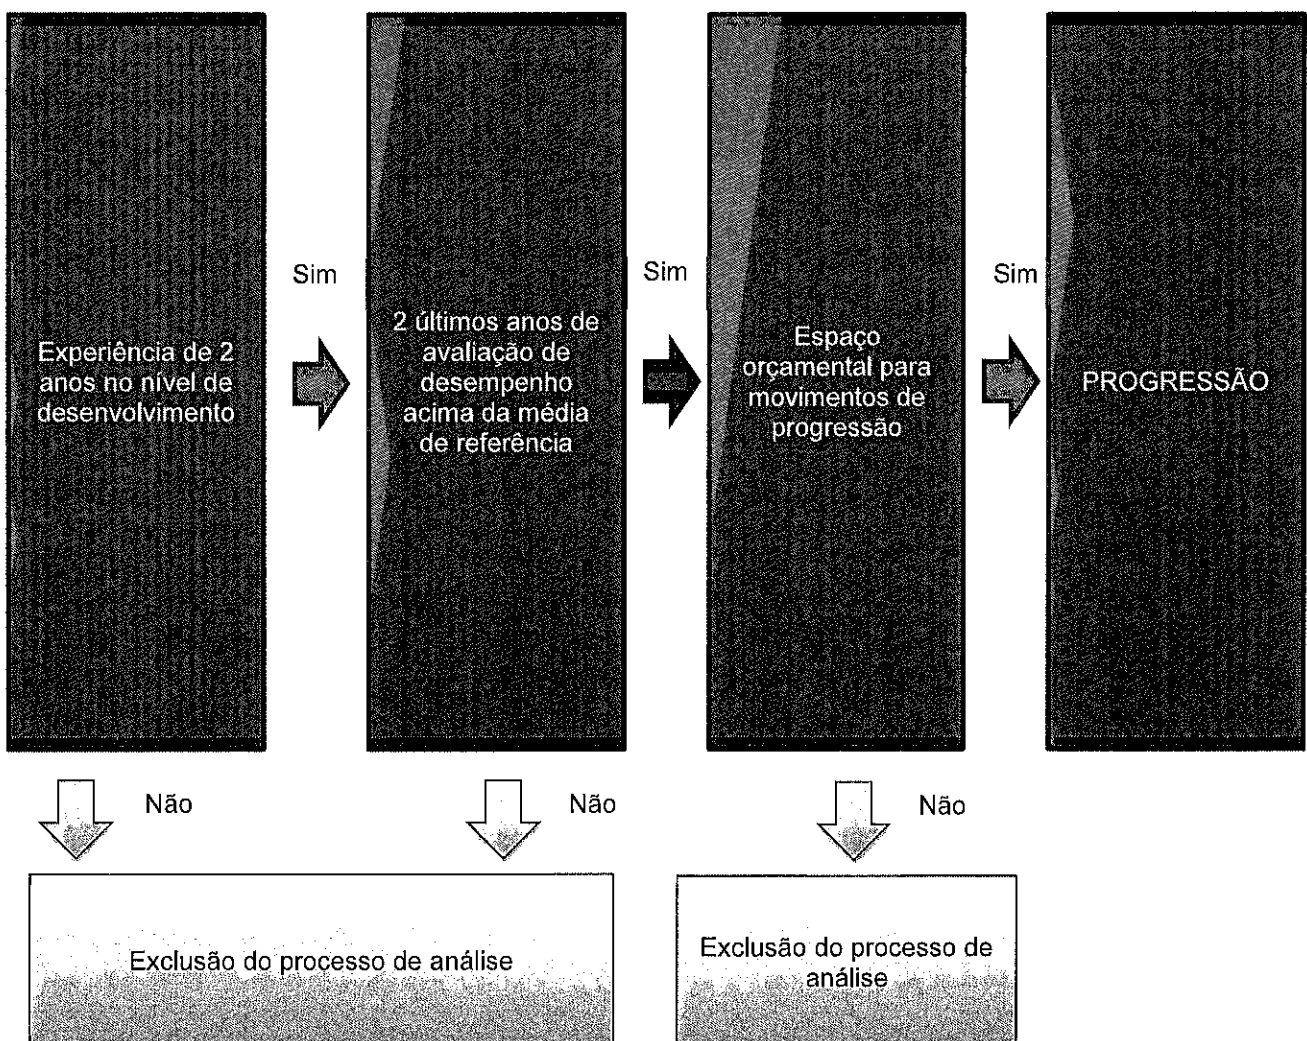 Experiência de 2
anos no nível de
desenvolvimento
Sim
2 últimos anos de
avaliação de
desempenho
acima da média
de referência
Sim
Espaço
orçamental para
movimentos de
progressão
Sim
PROGRESSÃO
Não
Não
Não
Exclusão do processo de análise
Exclusão do processo de
análise